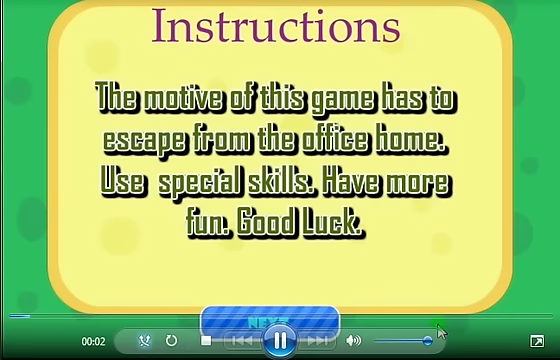 Instructions
The motive of this game has to
escape from the office home.
Use special skills. Have more
fun. Good Luck.
NEXT
00:02